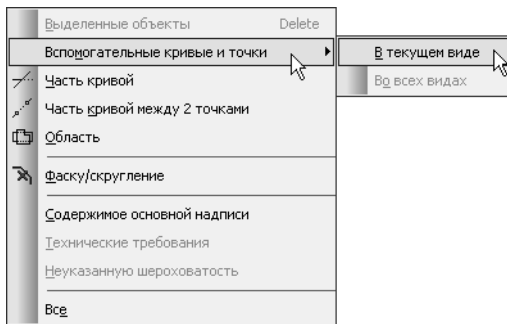 Выделенные объекты Delete
Вспомогательные кривые и точки
В текущем виде
Во всех видах
Часть кривой
Часть кривой между 2 точками
Область
Фаску/скругление
Содержимое основной надписи
Технические требования
Неуказанную шероховатость
Все